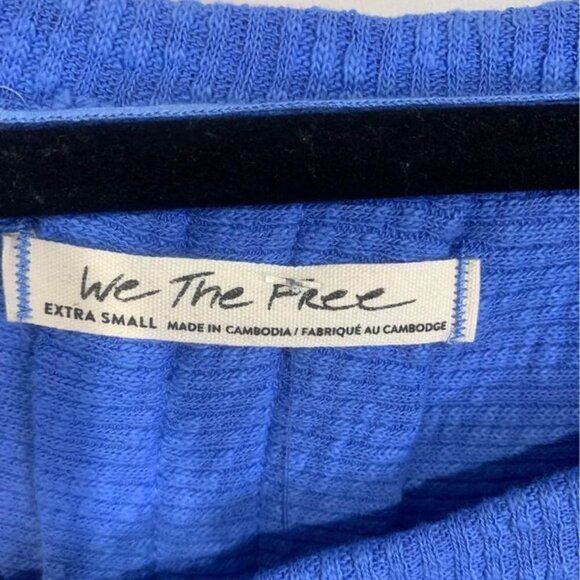 We The Free
EXTRA SMALL MADE IN CAMBODIA / FABRIQUÉ AU CAMBODGE